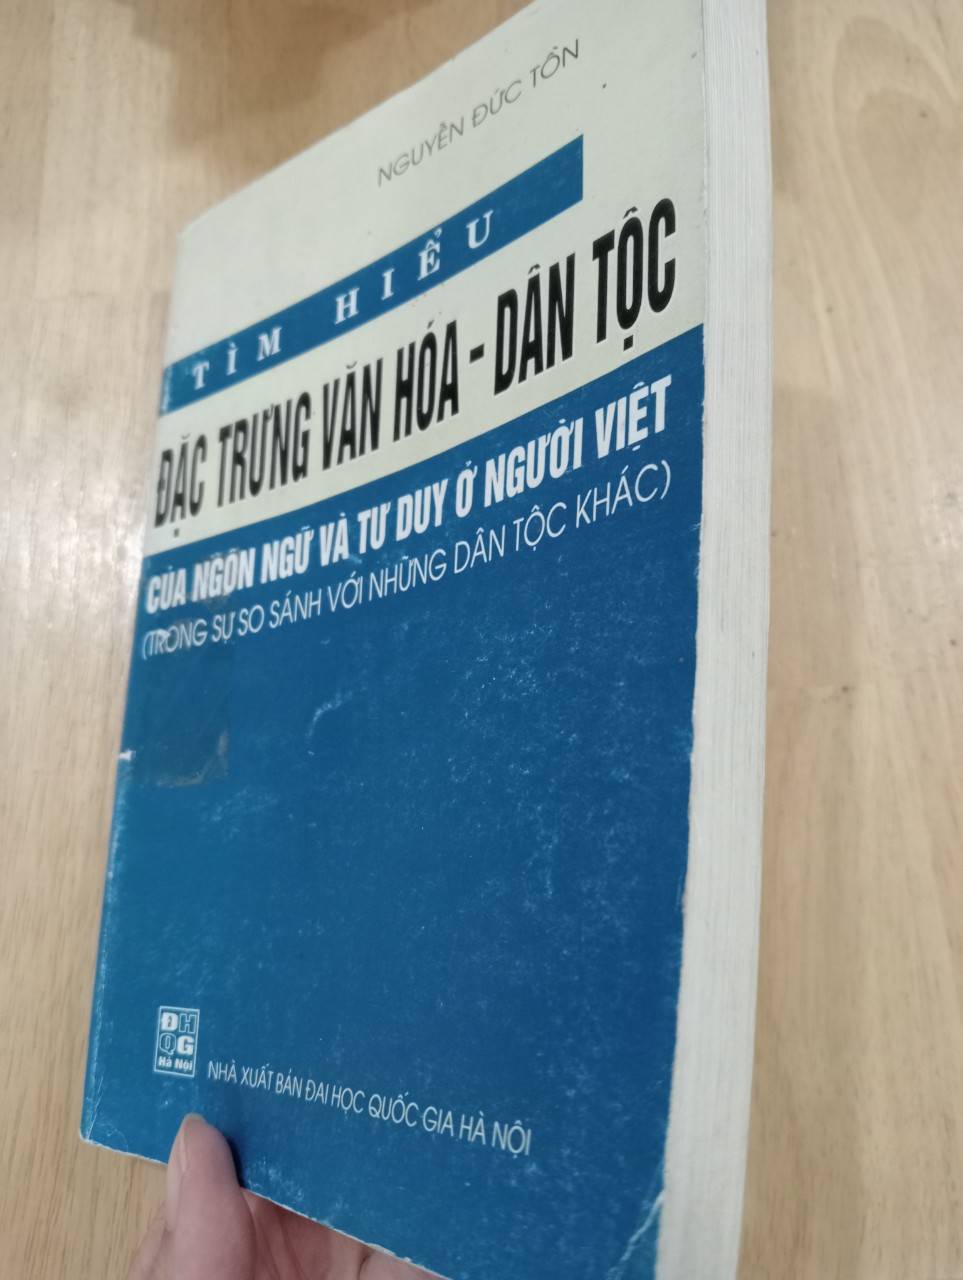 NGUYỄN ĐỨC TỒN
TÌM HIỂU
ĐẶC TRƯNG VĂN HÓA - DÂN TỘC
CỦA NGÔN NGỮ VÀ TƯ DUY Ở NGƯỜI VIỆT
(TRONG SỰ SO SÁNH VỚI NHỮNG DÂN TỘC KHÁC)
ĐH
QG
Hà Nội
NHÀ XUẤT BẢN ĐẠI HỌC QUỐC GIA HÀ NỘI